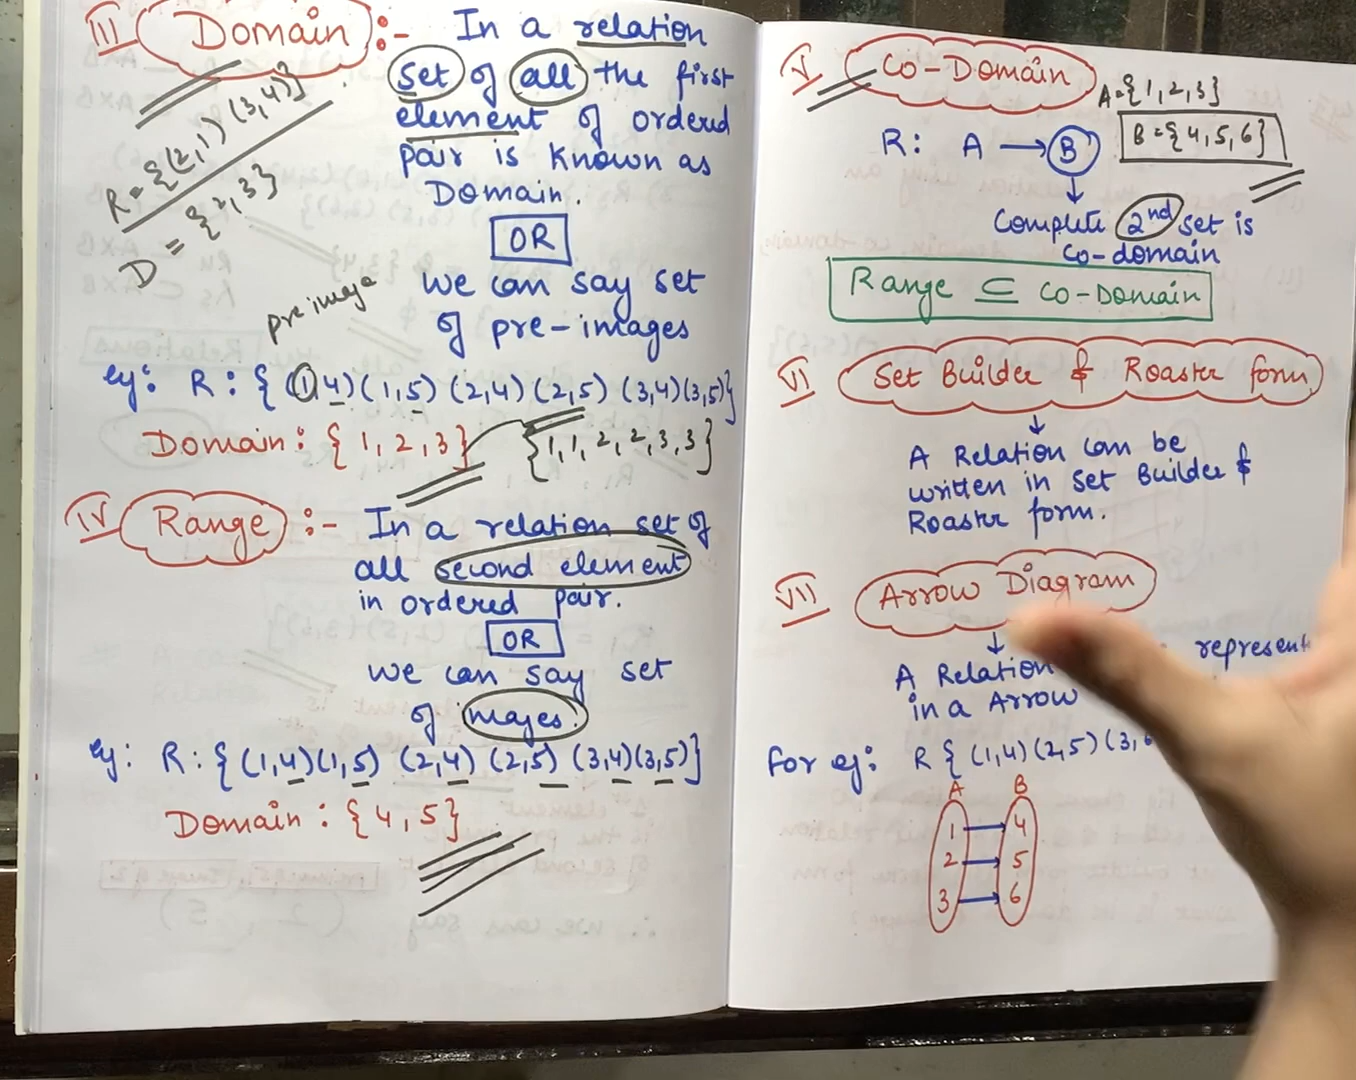 III Domain :- In a relation
set of all the first
element of ordered
pair is known as
Domain.
R = {(2,1) (3,4)}
D = {2,3}
OR
we can say set
of pre-images
pre image
eg: R : { (1,4) (1,5) (2,4) (2,5) (3,4) (3,5)}
Domain : { 1, 2, 3} {1,1,2,2,3,3}
IV Range :- In a relation set of
all second element
in ordered pair.
OR
we can say set
of images.
eg: R : { (1,4) (1,5) (2,4) (2,5) (3,4) (3,5)}
Domain : {4, 5}
V Co-Domain
A={1,2,3}
B={4,5,6}
R: A → B
↓
Complete 2nd set is
co-domain
Range ⊆ Co-Domain
VI Set Builder & Roaster form
↓
A Relation can be
written in set Builder &
Roaster form.
VII Arrow Diagram
↓
A Relation represent
in a Arrow
For eg: R { (1,4) (2,5) (3,
A B
1 → 4
2 → 5
3 → 6